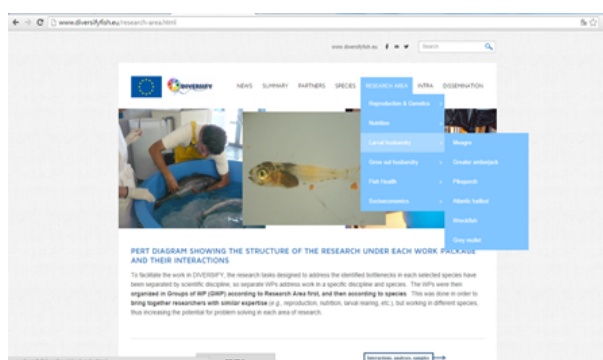 www.diversifyfish.eu/research-area.html
www.diversifyfish.eu
Search
DIVERSIFY
NEWS SUMMARY PARTNERS SPECIES RESEARCH AREA INTRA DISSEMINATION
Reproduction & Genetics
Nutrition
Larval husbandry
Meagre
Grow out husbandry
Greater amberjack
Fish Health
Pikeperch
Socioeconomics
Atlantic halibut
Wreckfish
Grey mullet
PERT DIAGRAM SHOWING THE STRUCTURE OF THE RESEARCH UNDER EACH WORK PACKAGE
AND THEIR INTERACTIONS
To facilitate the work in DIVERSIFY, the research tasks designed to address the identified bottlenecks in each selected species have
been separated by scientific discipline, so separate WPs address work in a specific discipline and species. The WPs were then
organized in Groups of WP (GWP) according to Research Area first, and then according to species. This was done in order to
bring together researchers with similar expertise (e.g., reproduction, nutrition, larval rearing, etc.), but working in different species,
thus increasing the potential for problem solving in each area of research.